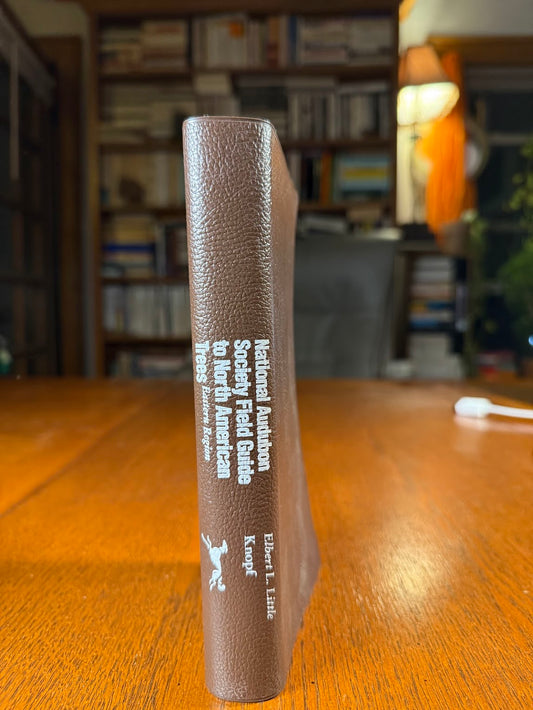 National Audubon
Society Field Guide
to North American
Trees Eastern Region
Elbert L. Little
Knopf